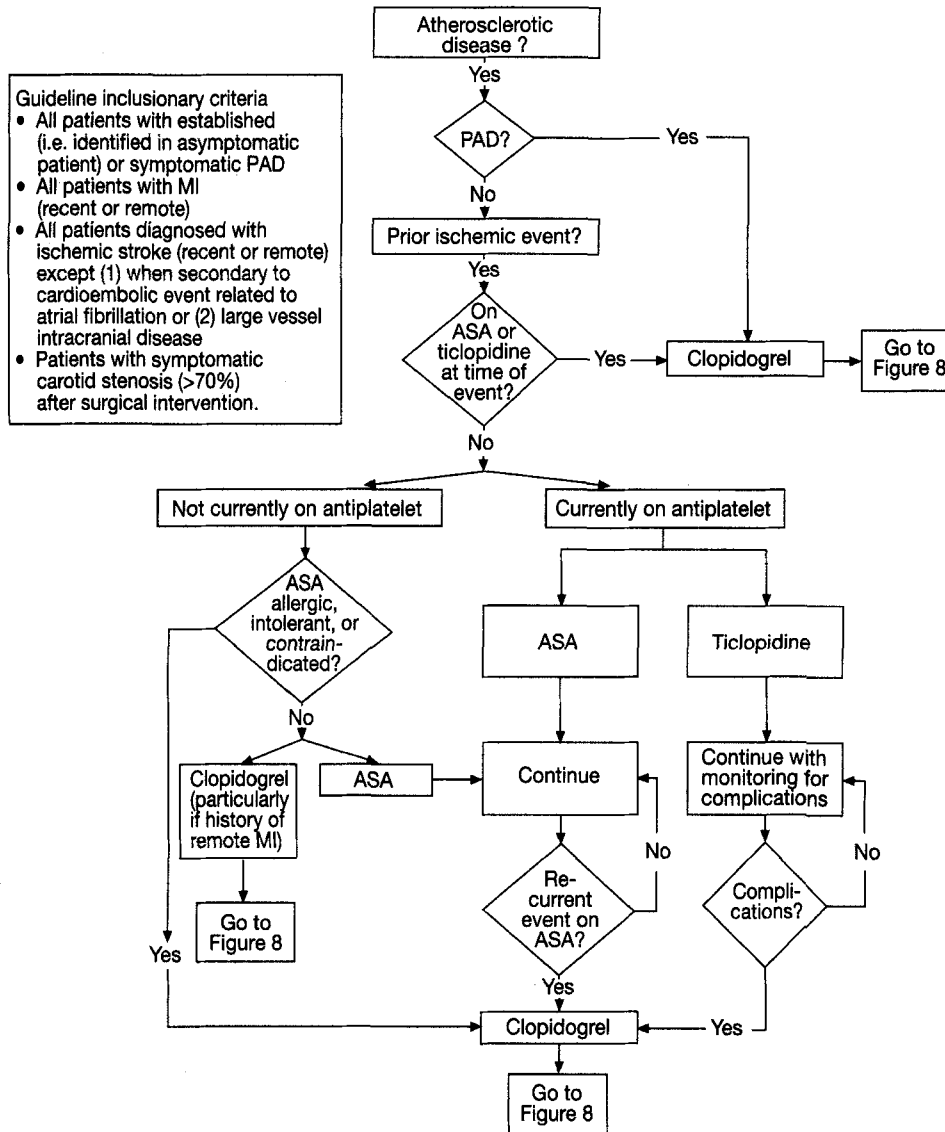 Atherosclerotic
disease ?
Yes
Guideline inclusionary criteria
• All patients with established
(i.e. identified in asymptomatic
patient) or symptomatic PAD
• All patients with MI
(recent or remote)
• All patients diagnosed with
ischemic stroke (recent or remote)
except (1) when secondary to
cardioembolic event related to
atrial fibrillation or (2) large vessel
intracranial disease
• Patients with symptomatic
carotid stenosis (>70%)
after surgical intervention.
PAD?
Yes
No
Prior ischemic event?
Yes
On
ASA or
ticlopidine
at time of
event?
Yes
Clopidogrel
Go to
Figure 8
No
Not currently on antiplatelet
Currently on antiplatelet
ASA
allergic,
intolerant, or
contrain-
dicated?
ASA
Ticlopidine
No
Clopidogrel
(particularly
if history of
remote MI)
ASA
Continue
Continue with
monitoring for
complications
No
No
Re-
current
event on
ASA?
Compli-
cations?
Go to
Figure 8
Yes
Yes
Clopidogrel
Yes
Go to
Figure 8